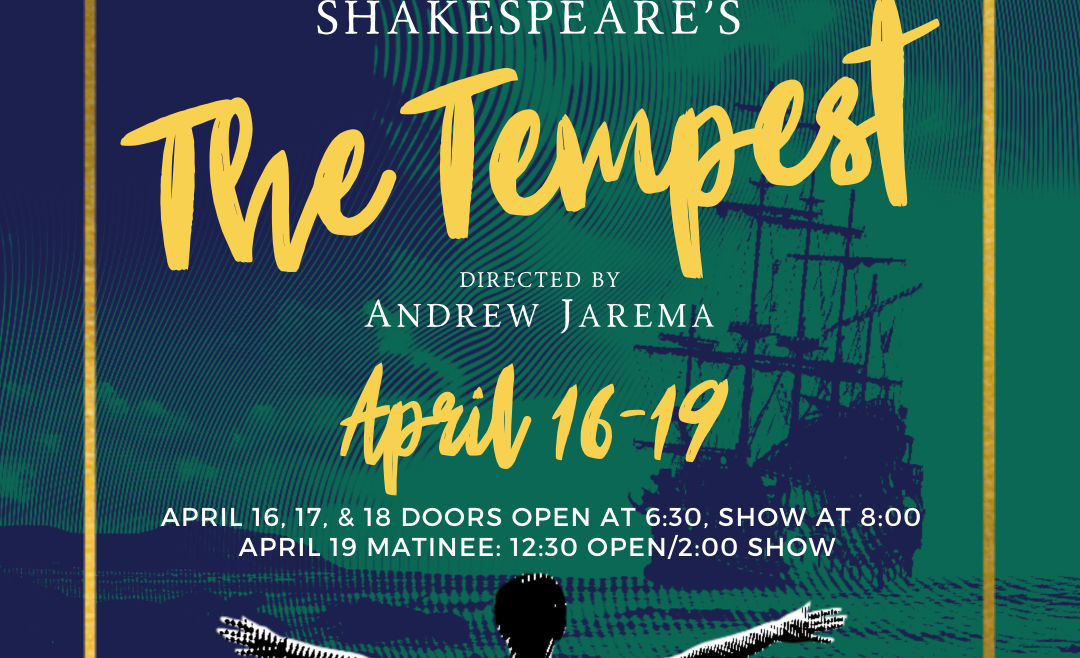 SHAKESPEARE'S
The Tempest
DIRECTED BY
ANDREW JAREMA
April 16-19
APRIL 16, 17, & 18 DOORS OPEN AT 6:30, SHOW AT 8:00
APRIL 19 MATINEE: 12:30 OPEN/2:00 SHOW